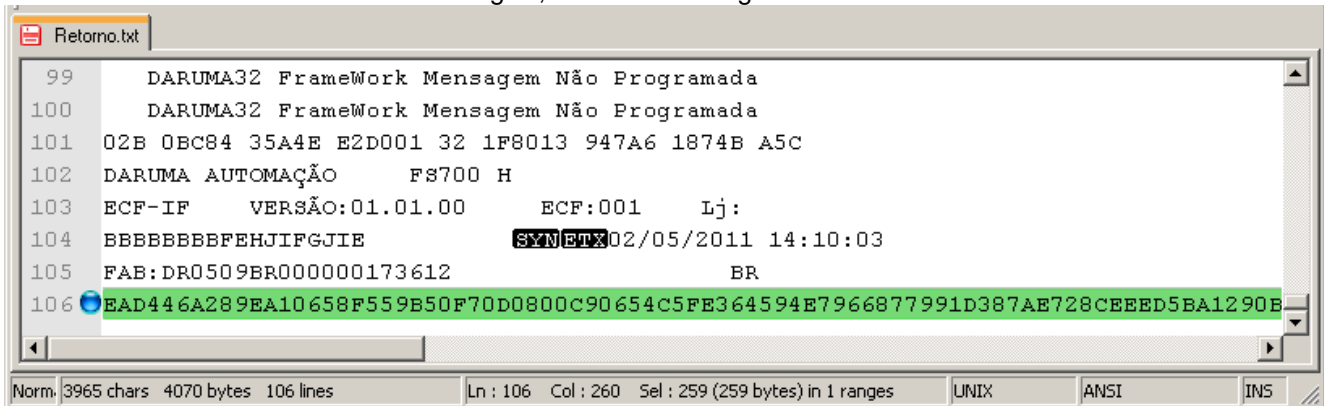 Retorno.txt
99 DARUMA32 FrameWork Mensagem Não Programada
100 DARUMA32 FrameWork Mensagem Não Programada
101 02B 0BC84 35A4E E2D001 32 1F8013 947A6 1874B A5C
102 DARUMA AUTOMAÇÃO FS700 H
103 ECF-IF VERSÃO:01.01.00 ECF:001 Lj:
104 BBBBBBBBFEHJIFGJIE SYN ETX 02/05/2011 14:10:03
105 FAB:DR0509BR000000173612 BR
106 EAD446A289EA10658F559B50F70D0800C90654C5FE364594E7966877991D387AE728CEEED5BA1290B
Norm 3965 chars 4070 bytes 106 lines Ln : 106 Col : 260 Sel : 259 (259 bytes) in 1 ranges UNIX ANSI INS